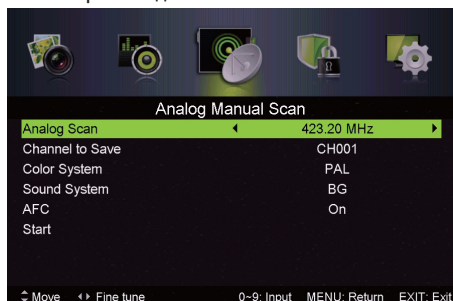 Analog Manual Scan
Analog Scan 423.20 MHz
Channel to Save CH001
Color System PAL
Sound System BG
AFC On
Start
Move Fine tune 0~9: Input MENU: Return EXIT: Exit